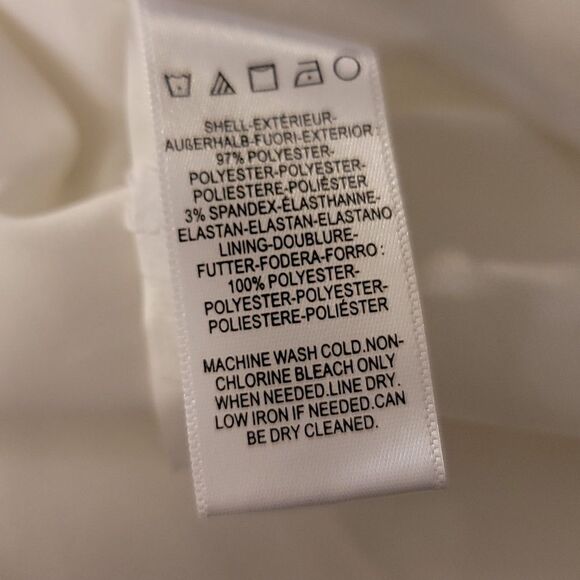 SHELL-EXTÉRIEUR-
AUßERHALB-FUORI-EXTERIOR :
97% POLYESTER-
POLYESTER-POLYESTER-
POLIESTERE-POLIÉSTER
3% SPANDEX-ÉLASTHANNE-
ELASTAN-ELASTAN-ELASTANO
LINING-DOUBLURE-
FUTTER-FODERA-FORRO :
100% POLYESTER-
POLYESTER-POLYESTER-
POLIESTERE-POLIÉSTER
MACHINE WASH COLD.NON-
CHLORINE BLEACH ONLY
WHEN NEEDED.LINE DRY.
LOW IRON IF NEEDED.CAN
BE DRY CLEANED.